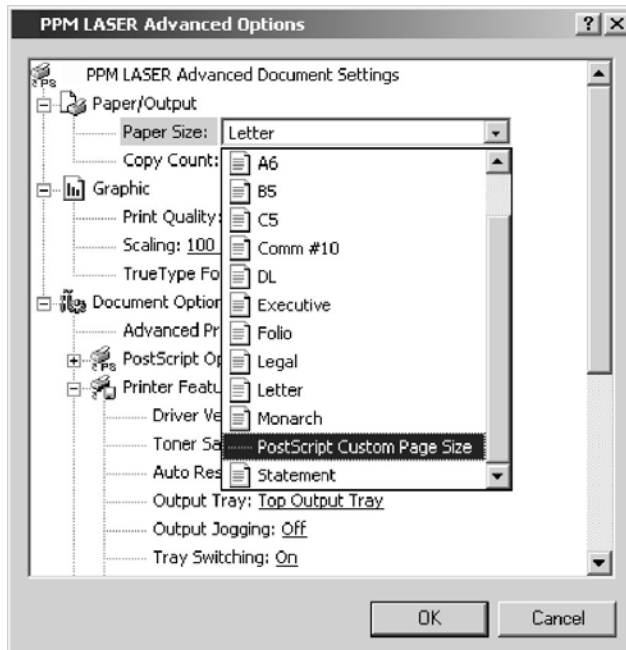 PPM LASER Advanced Options
PPM LASER Advanced Document Settings
Paper/Output
Paper Size: Letter
Copy Count:
A6
Graphic
B5
Print Quality:
C5
Scaling: 100
Comm #10
TrueType Fo
DL
Document Option
Executive
Advanced Pr
Folio
PostScript Op
Legal
Printer Featu
Letter
Driver Ve
Monarch
Toner Sa
PostScript Custom Page Size
Auto Res
Statement
Output Tray: Top Output Tray
Output Jogging: Off
Tray Switching: On
OK
Cancel